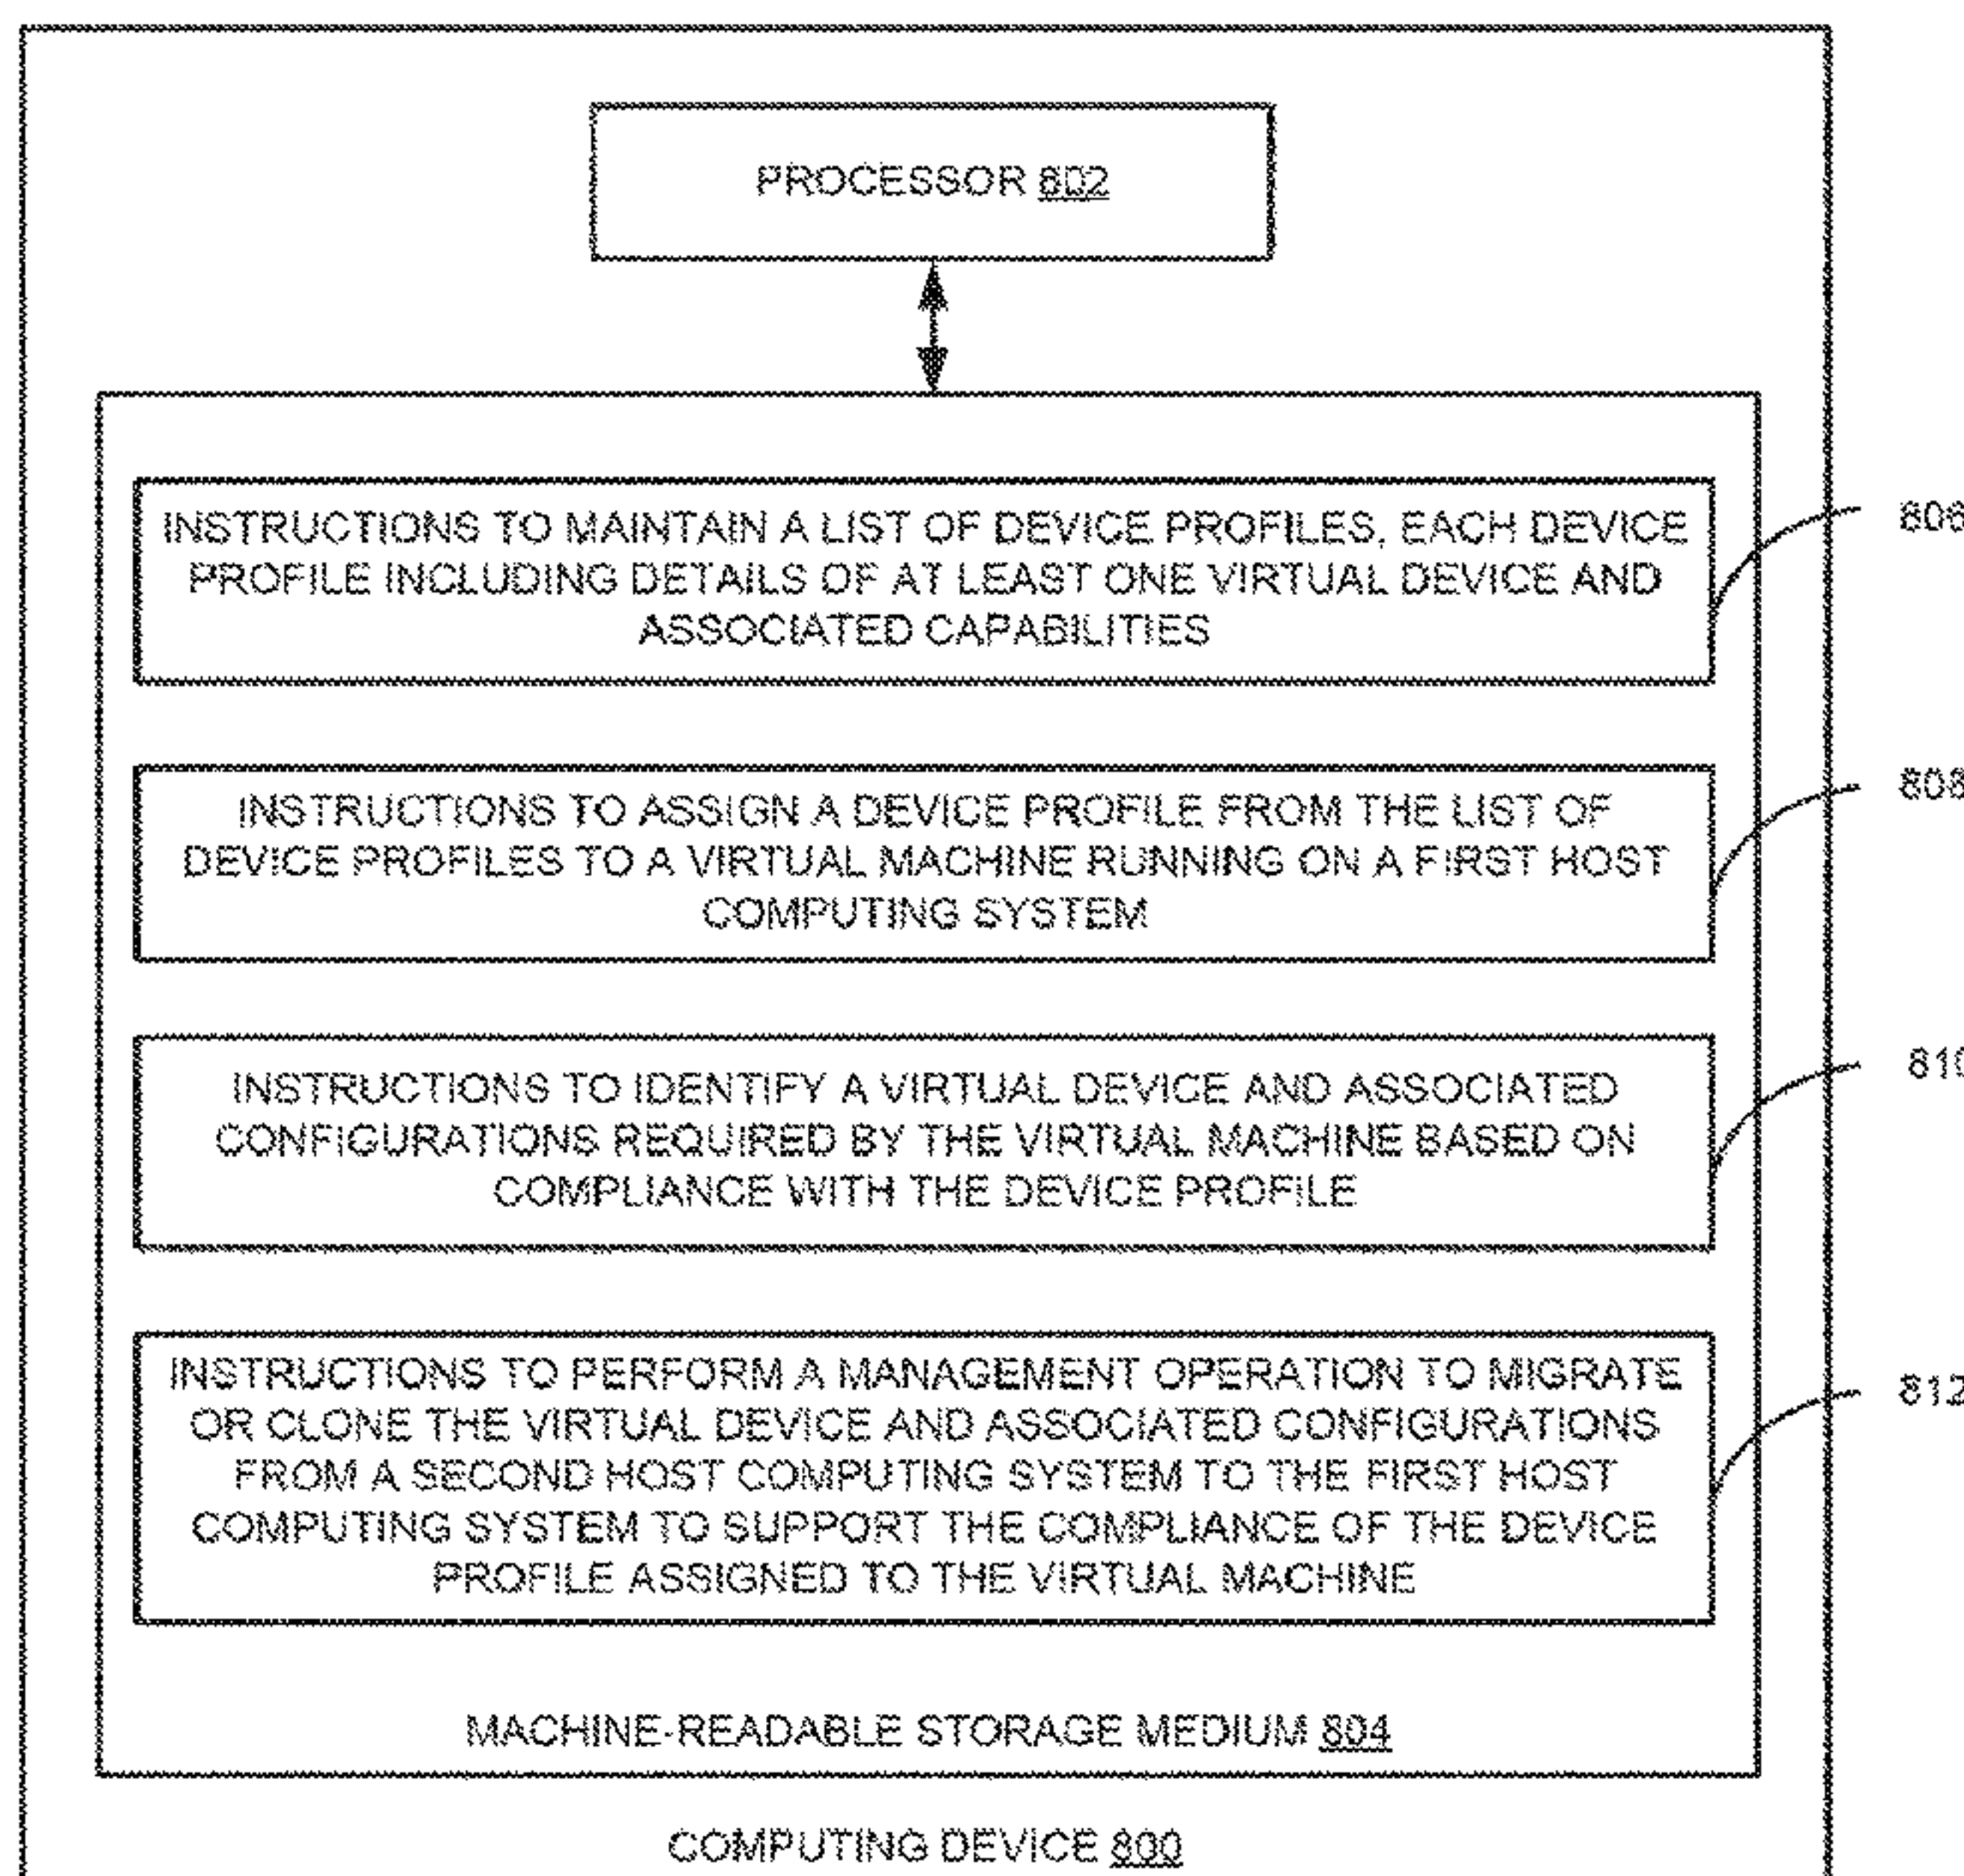 PROCESSOR 802
INSTRUCTIONS TO MAINTAIN A LIST OF DEVICE PROFILES, EACH DEVICE
PROFILE INCLUDING DETAILS OF AT LEAST ONE VIRTUAL DEVICE AND
ASSOCIATED CAPABILITIES
806
INSTRUCTIONS TO ASSIGN A DEVICE PROFILE FROM THE LIST OF
DEVICE PROFILES TO A VIRTUAL MACHINE RUNNING ON A FIRST HOST
COMPUTING SYSTEM
808
INSTRUCTIONS TO IDENTIFY A VIRTUAL DEVICE AND ASSOCIATED
CONFIGURATIONS REQUIRED BY THE VIRTUAL MACHINE BASED ON
COMPLIANCE WITH THE DEVICE PROFILE
810
INSTRUCTIONS TO PERFORM A MANAGEMENT OPERATION TO MIGRATE
OR CLONE THE VIRTUAL DEVICE AND ASSOCIATED CONFIGURATIONS
FROM A SECOND HOST COMPUTING SYSTEM TO THE FIRST HOST
COMPUTING SYSTEM TO SUPPORT THE COMPLIANCE OF THE DEVICE
PROFILE ASSIGNED TO THE VIRTUAL MACHINE
812
MACHINE-READABLE STORAGE MEDIUM 804
COMPUTING DEVICE 800